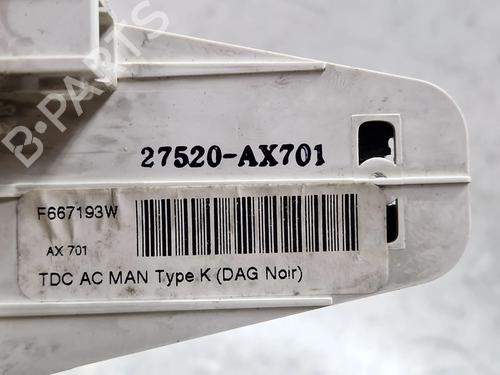 B-PARTS
27520-AX701
F667193W
AX 701
TDC AC MAN Type K (DAG Noir)